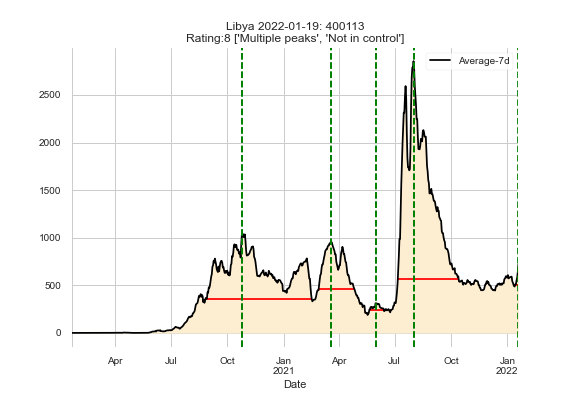 Libya 2022-01-19: 400113
Rating:8 ['Multiple peaks', 'Not in control']
Average-7d
2500
2000
1500
1000
500
0
Apr
Jul
Oct
Jan
2021
Apr
Jul
Oct
Jan
2022
Date